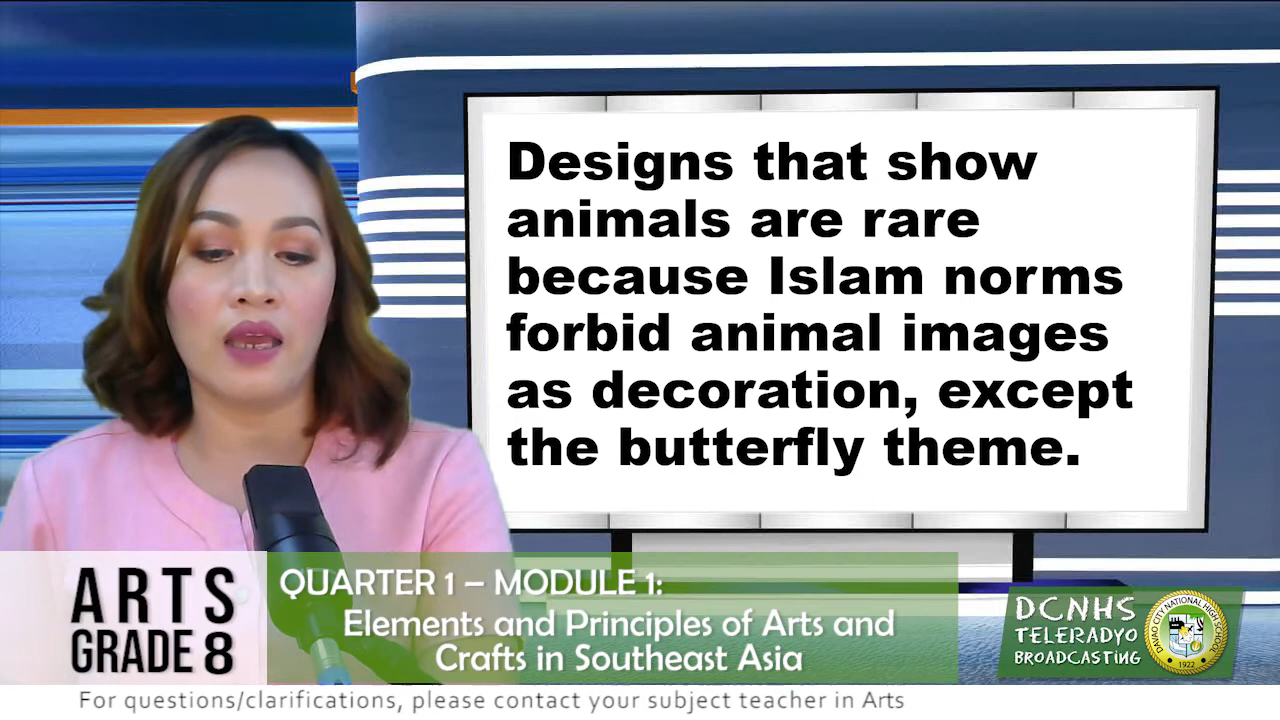 Designs that show
animals are rare
because Islam norms
forbid animal images
as decoration, except
the butterfly theme.
ARTS
GRADE 8
QUARTER 1 – MODULE 1:
Elements and Principles of Arts and
Crafts in Southeast Asia
DCNHS
TELERADYO
BROADCASTING
DANAO CITY NATIONAL HIGH SCHOOL
1922
For questions/clarifications, please contact your subject teacher in Arts